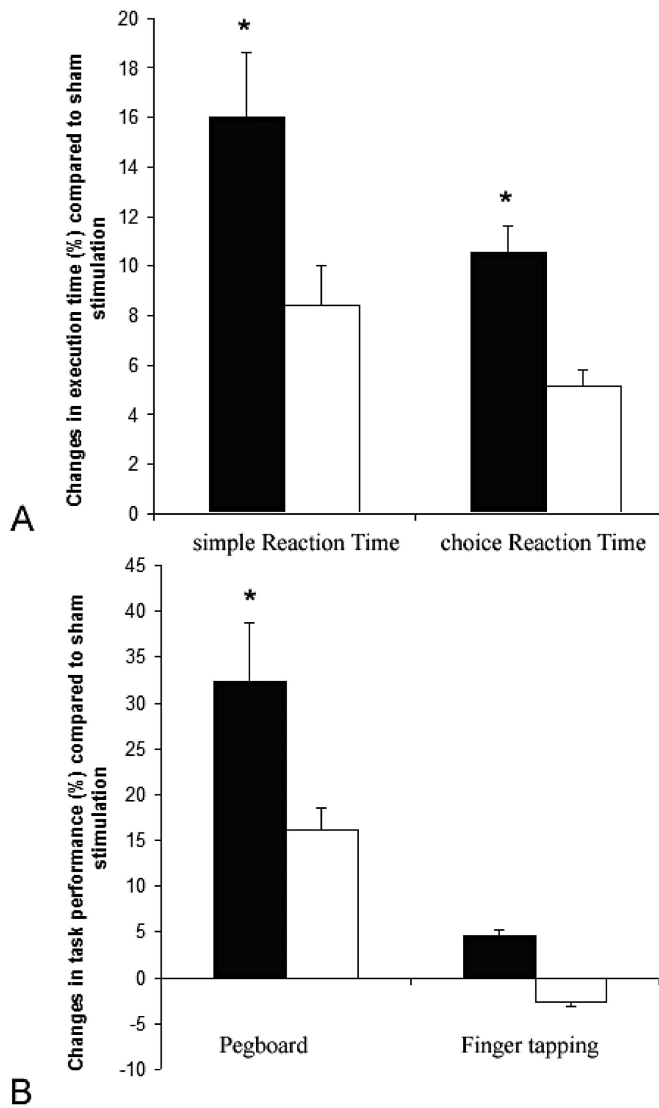 Changes in execution time (%) compared to sham
stimulation
20
18
16
14
12
10
8
6
4
2
0
*
*
simple Reaction Time
choice Reaction Time
A
Changes in task performance (%) compared to sham
stimulation
45
40
35
30
25
20
15
10
5
0
-5
-10
*
Pegboard
Finger tapping
B